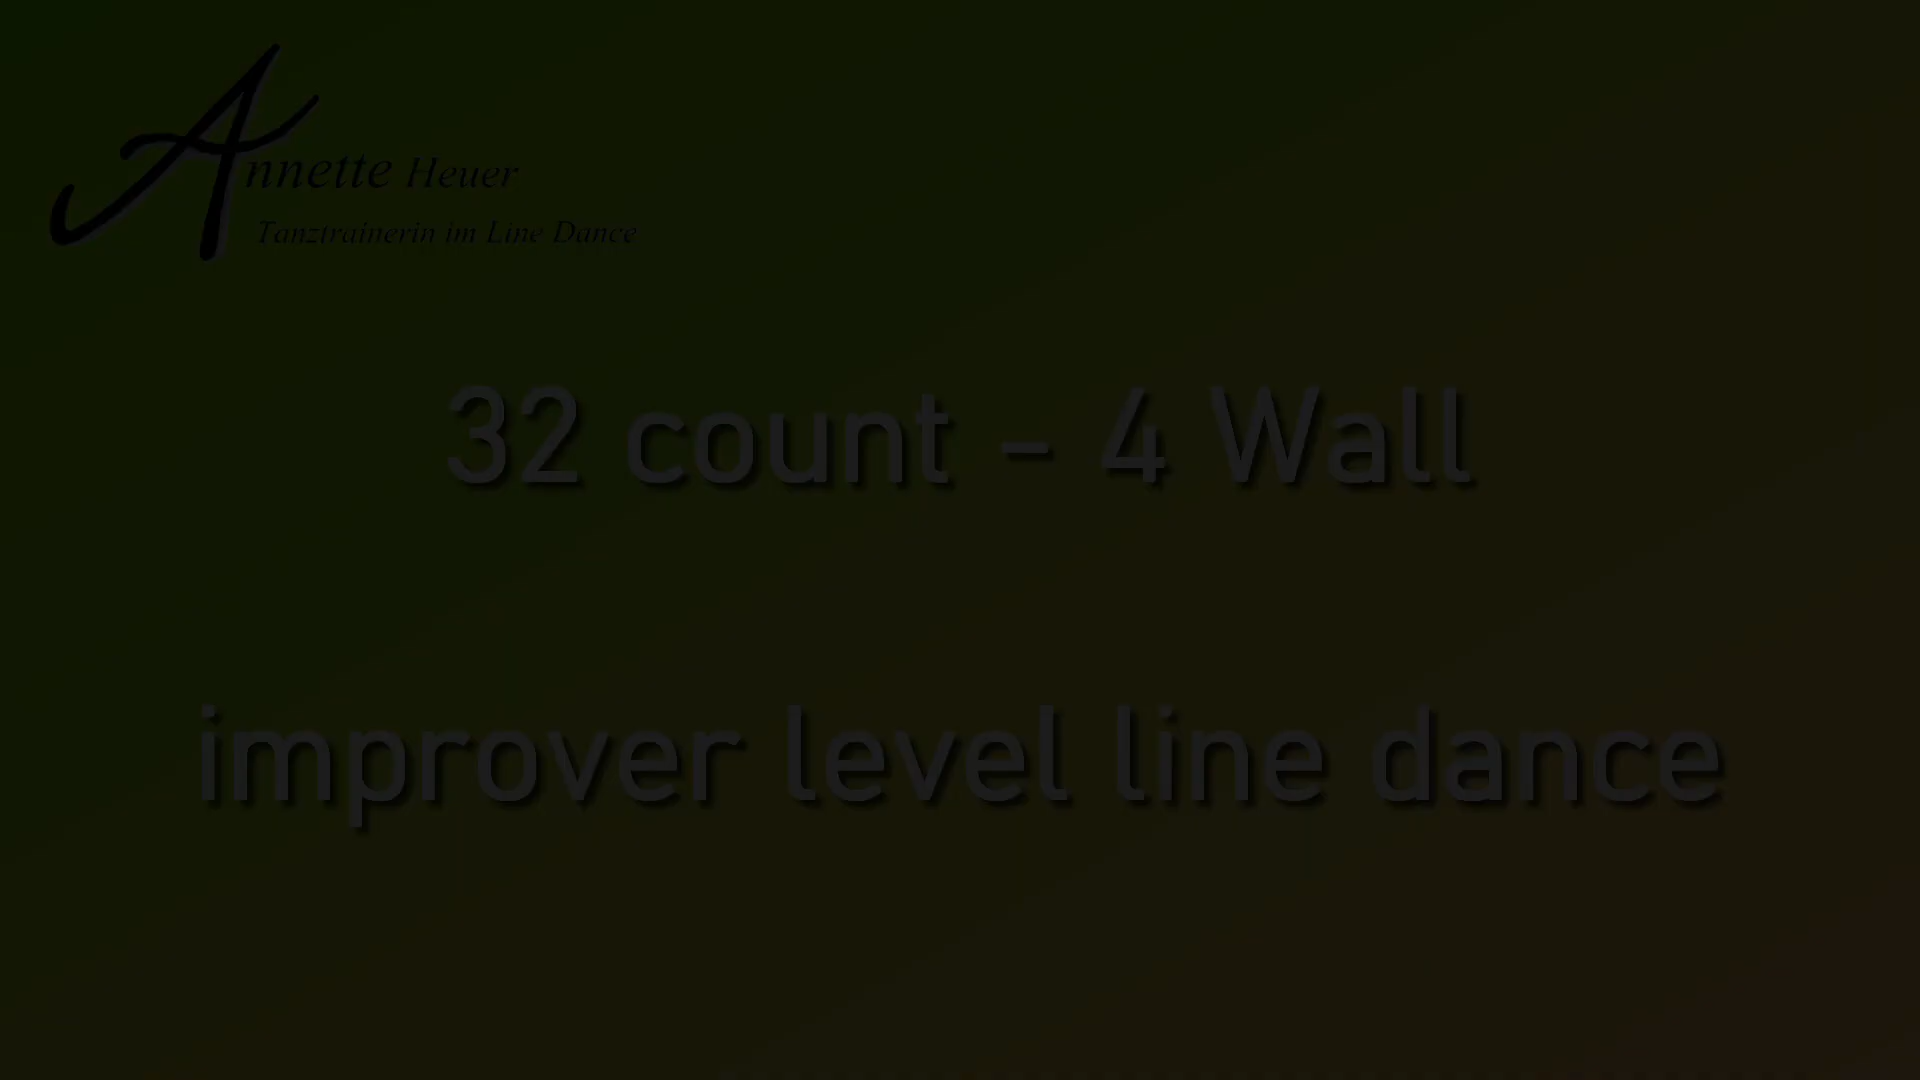 Annette Heuer
Tanztrainerin im Line Dance
32 count - 4 Wall
improver level line dance